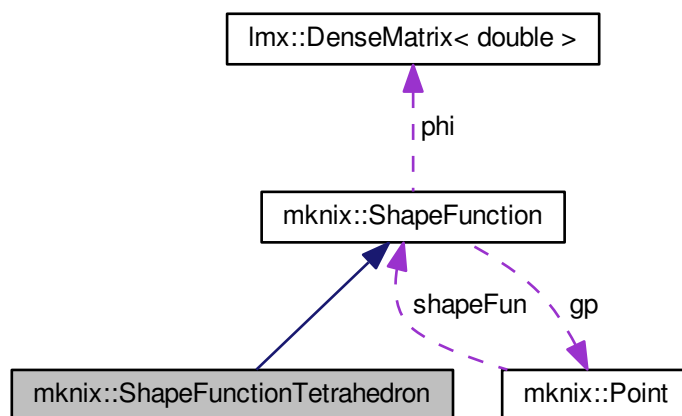 lmx::DenseMatrix< double >
phi
mknix::ShapeFunction
shapeFun
gp
mknix::ShapeFunctionTetrahedron
mknix::Point